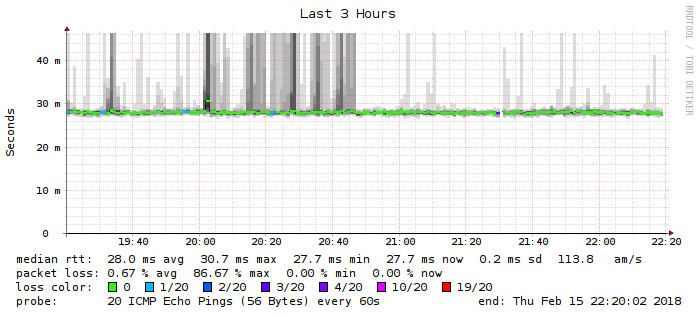 Last 3 Hours
RRDTOOL / TOBI OETIKER
Seconds
40 m
30 m
20 m
10 m
0
19:40 20:00 20:20 20:40 21:00 21:20 21:40 22:00 22:20
median rtt: 28.0 ms avg 30.7 ms max 27.7 ms min 27.7 ms now 0.2 ms sd 113.8 am/s
packet loss: 0.67 % avg 86.67 % max 0.00 % min 0.00 % now
loss color: 0 1/20 2/20 3/20 4/20 10/20 19/20
probe: 20 ICMP Echo Pings (56 Bytes) every 60s end: Thu Feb 15 22:20:02 2018